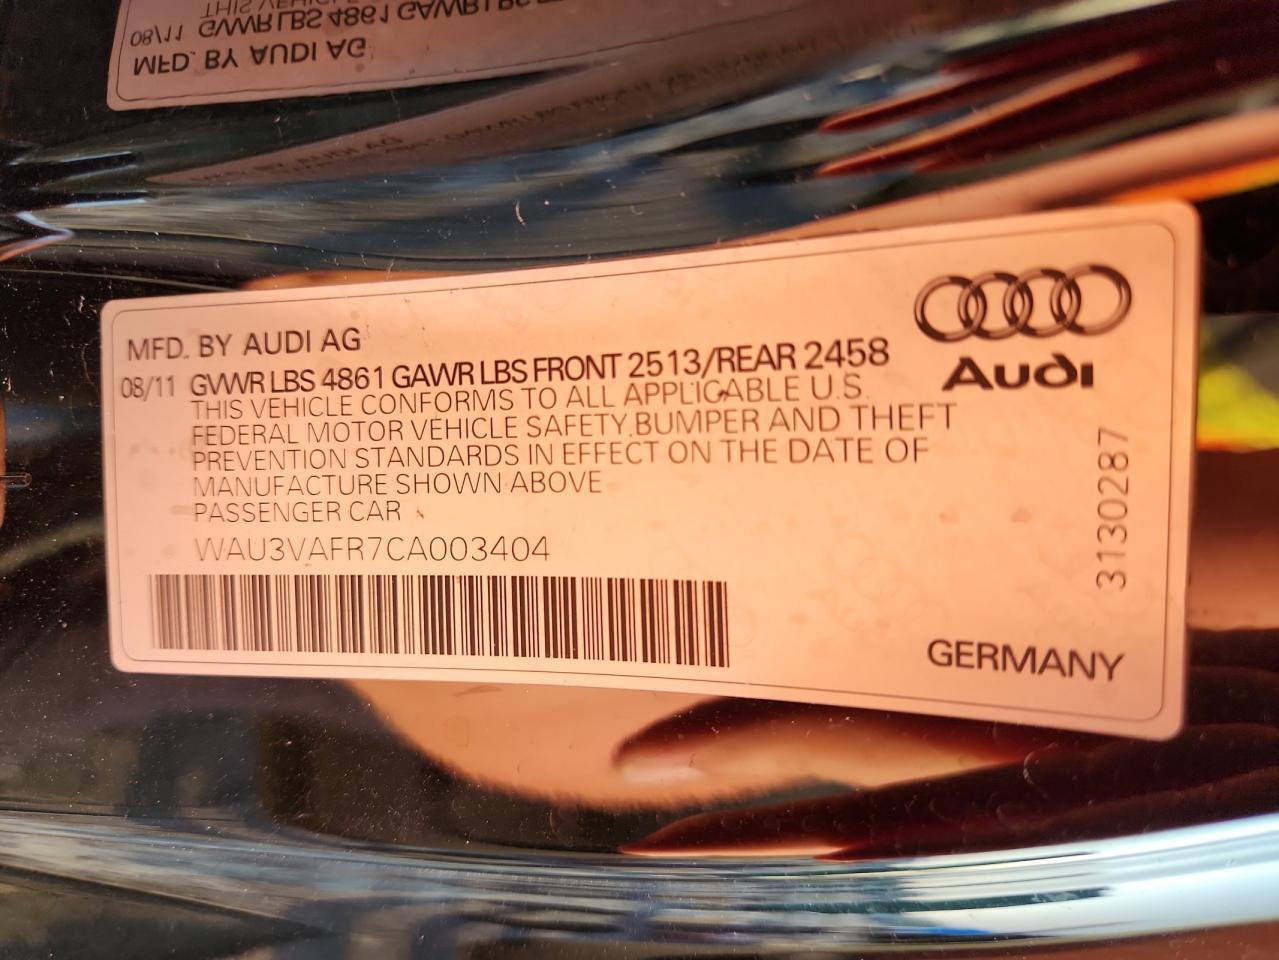 MFD. BY AUDI AG
08/11 GVWR LBS 4861 GAWR LBS FRONT 2513/REAR 2458
THIS VEHICLE CONFORMS TO ALL APPLICABLE U.S.
FEDERAL MOTOR VEHICLE SAFETY, BUMPER AND THEFT
PREVENTION STANDARDS IN EFFECT ON THE DATE OF
MANUFACTURE SHOWN ABOVE
PASSENGER CAR
WAU3VAFR7CA003404
Audi
3130287
GERMANY